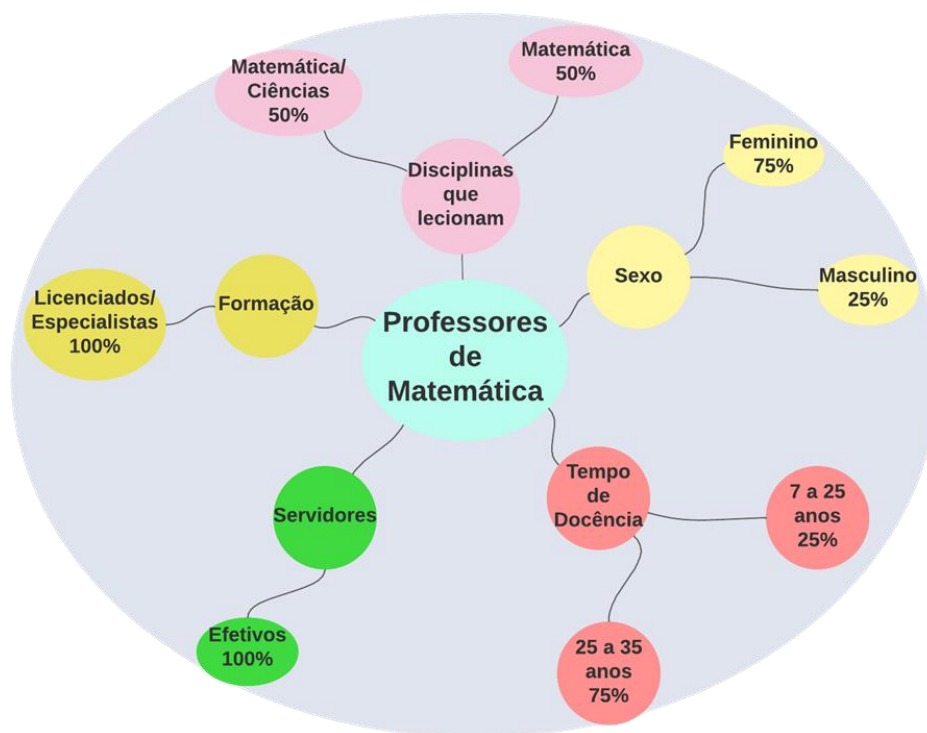 Matemática/
Ciências
50%
Matemática
50%
Disciplinas
que
lecionam
Feminino
75%
Sexo
Masculino
25%
Licenciados/
Especialistas
100%
Formação
Professores
de
Matemática
Servidores
Efetivos
100%
Tempo
de
Docência
7 a 25
anos
25%
25 a 35
anos
75%